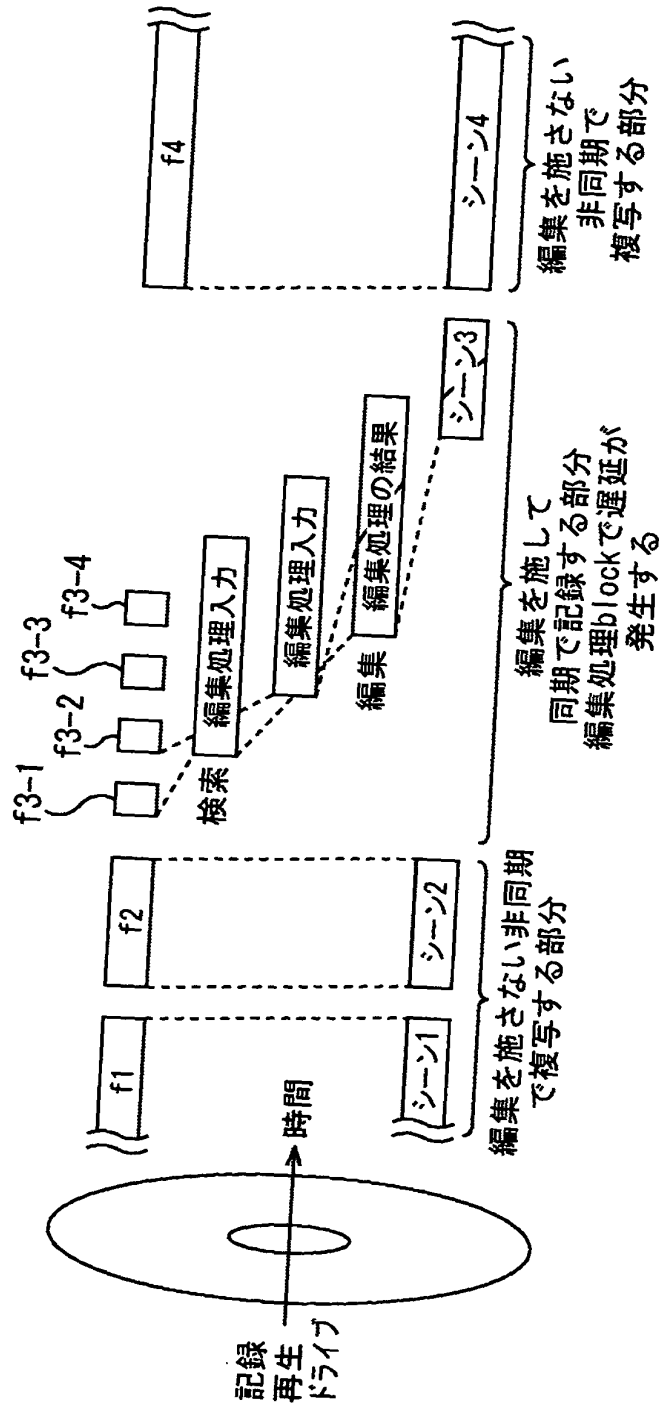 記録
再生
ドライブ
時間
f1
f2
f3-1
f3-2
f3-3
f3-4
f4
検索
編集処理入力
編集処理入力
編集
編集処理の結果
シーン1
シーン2
シーン3
シーン4
編集を施さない非同期
で複写する部分
編集を施して
同期で記録する部分
編集処理blockで遅延が
発生する
編集を施さない
非同期で
複写する部分